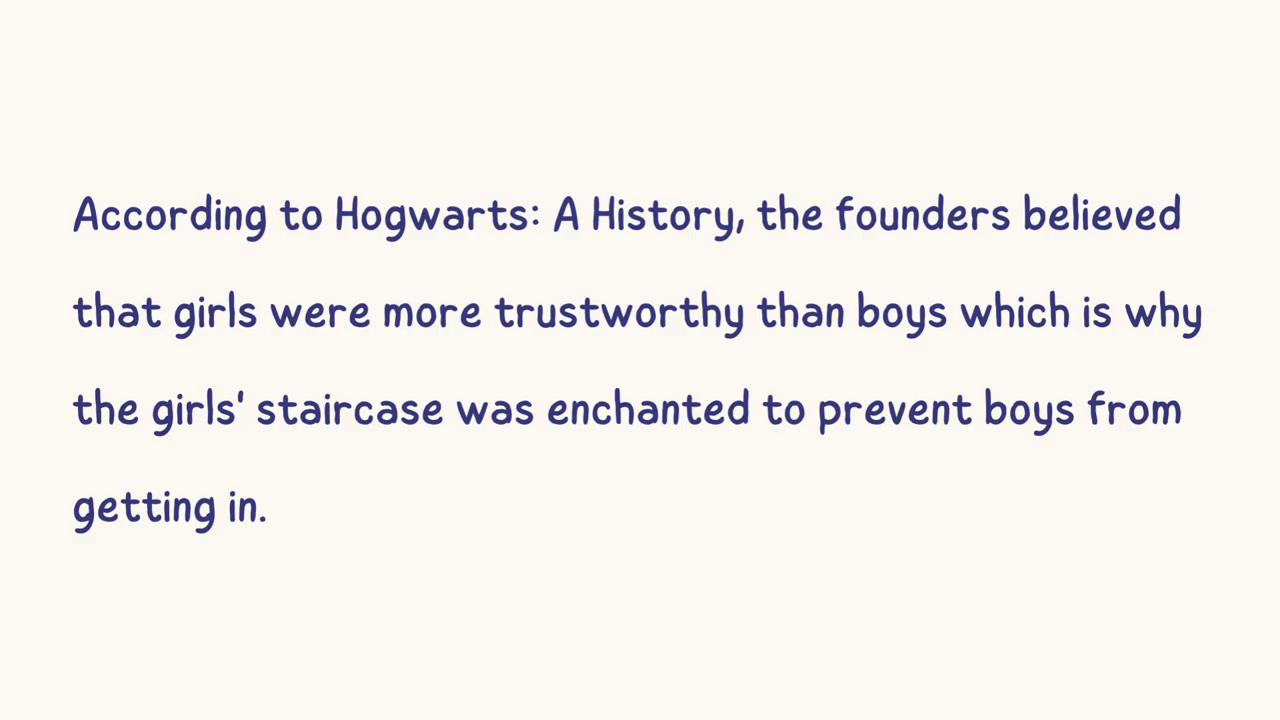 According to Hogwarts: A History, the founders believed
that girls were more trustworthy than boys which is why
the girls' staircase was enchanted to prevent boys from
getting in.